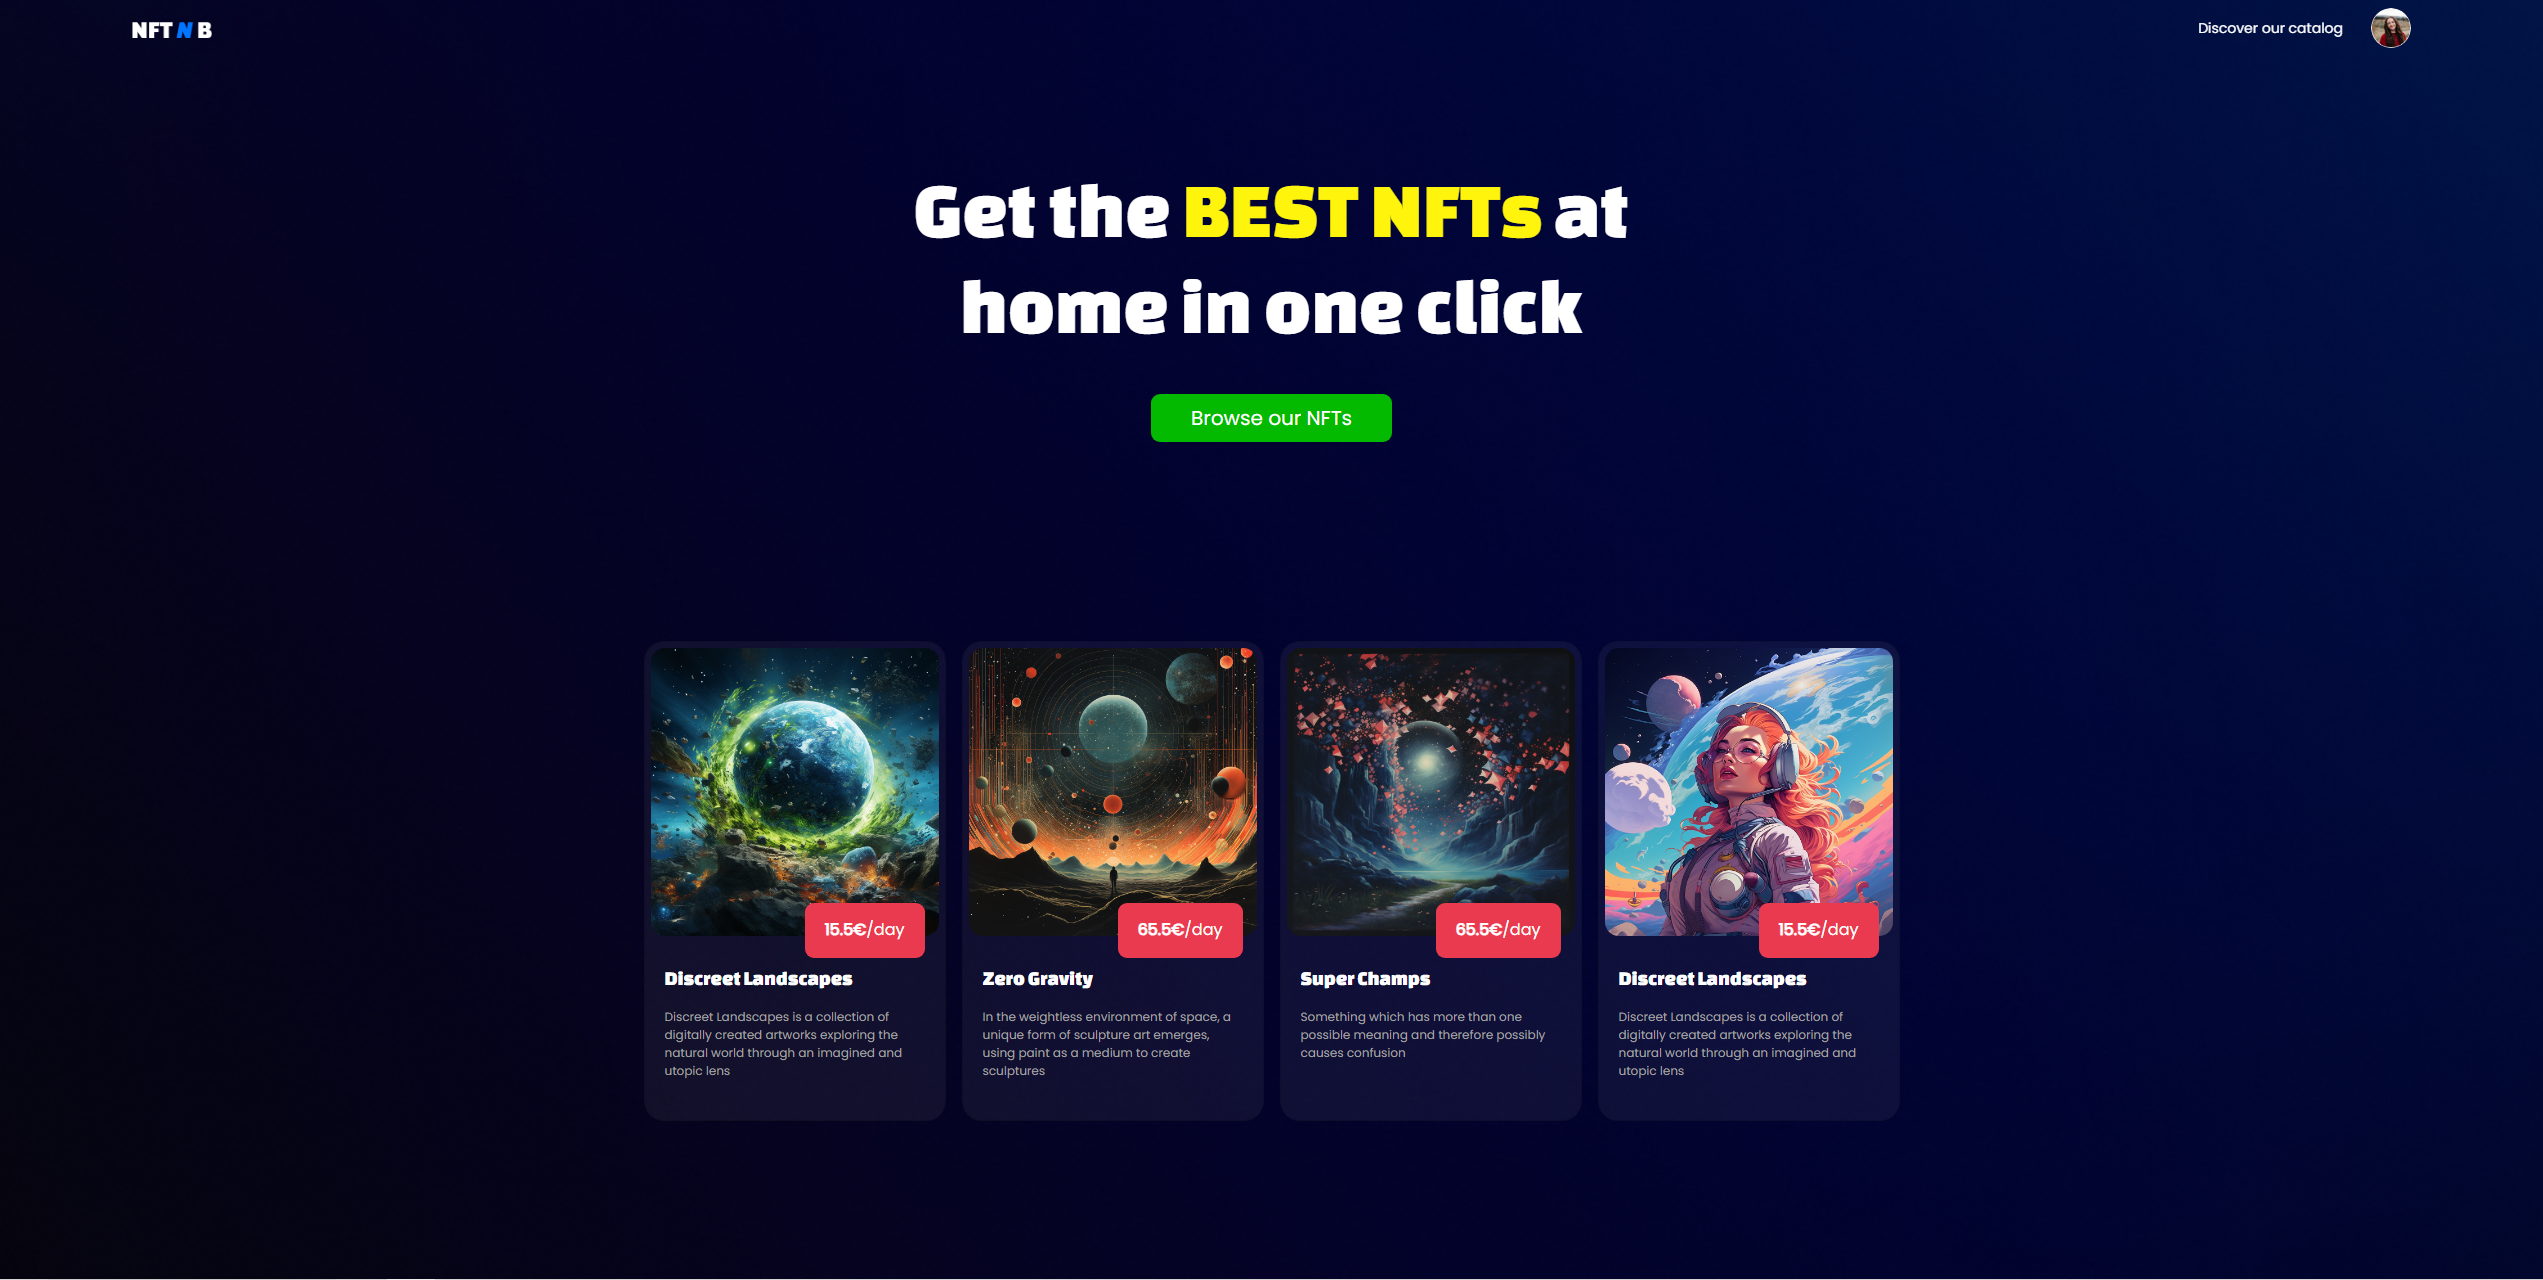 NFT N B
Discover our catalog
Get the BEST NFTs at
home in one click
Browse our NFTs
15.5€/day
Discreet Landscapes
Discreet Landscapes is a collection of
digitally created artworks exploring the
natural world through an imagined and
utopic lens
65.5€/day
Zero Gravity
In the weightless environment of space, a
unique form of sculpture art emerges,
using paint as a medium to create
sculptures
65.5€/day
Super Champs
Something which has more than one
possible meaning and therefore possibly
causes confusion
15.5€/day
Discreet Landscapes
Discreet Landscapes is a collection of
digitally created artworks exploring the
natural world through an imagined and
utopic lens